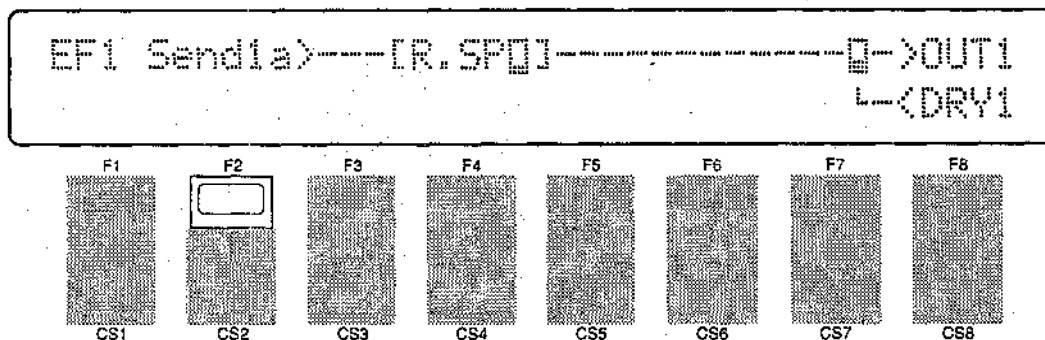 EF1 Send1a>---[R.SP▯]---------------▯->OUT1
└-<DRY1
F1 F2 F3 F4 F5 F6 F7 F8
CS1 CS2 CS3 CS4 CS5 CS6 CS7 CS8